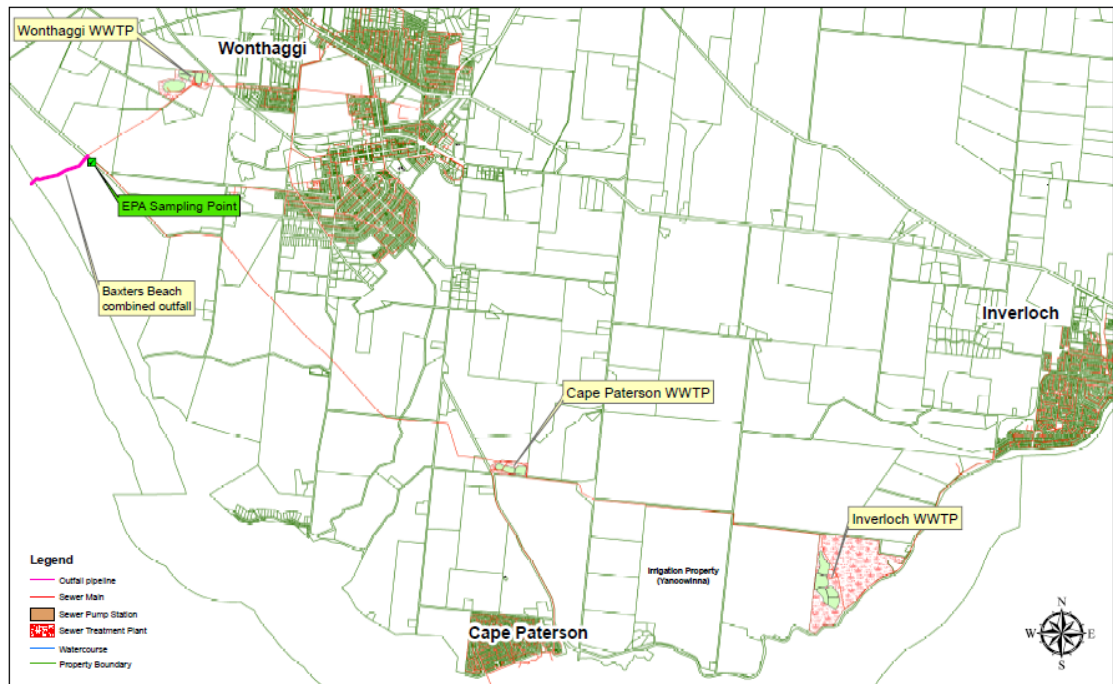 Wonthaggi WWTP
Wonthaggi
EPA Sampling Point
Baxters Beach
combined outfall
Inverloch
Cape Paterson WWTP
Inverloch WWTP
Irrigation Property
(Yanoowinna)
Cape Paterson
Legend
Outfall pipeline
Sewer Main
Sewer Pump Station
Sewer Treatment Plant
Watercourse
Property Boundary
N
W
E
S